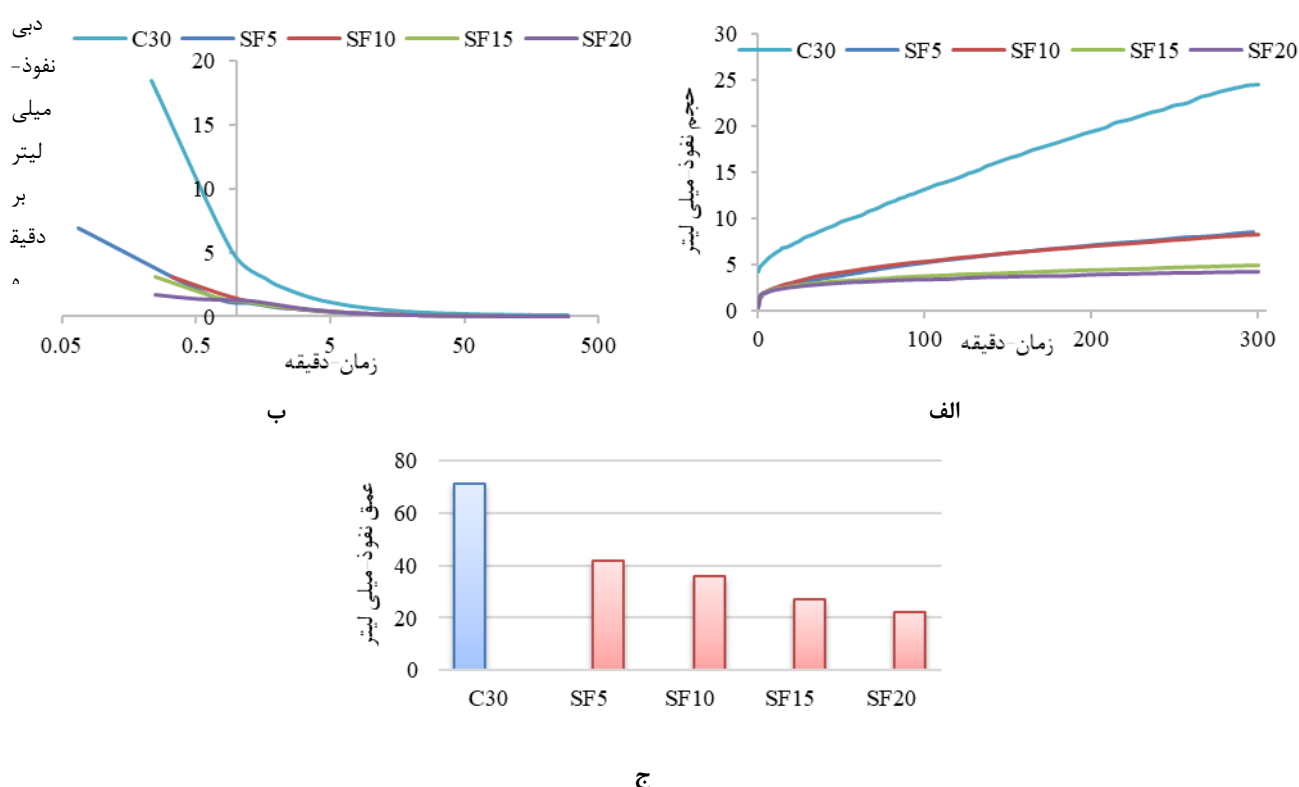 دبی
نفوذ-
میلی
لیتر
بر
دقیق
ه
C30 SF5 SF10 SF15 SF20
20
15
10
5
0
0.05 0.5 5 50 500
زمان-دقیقه
ب
C30 SF5 SF10 SF15 SF20
حجم نفوذ-میلی لیتر
30
25
20
15
10
5
0
0 100 200 300
زمان-دقیقه
الف
عمق نفوذ-میلی لیتر
80
60
40
20
0
C30 SF5 SF10 SF15 SF20
ج